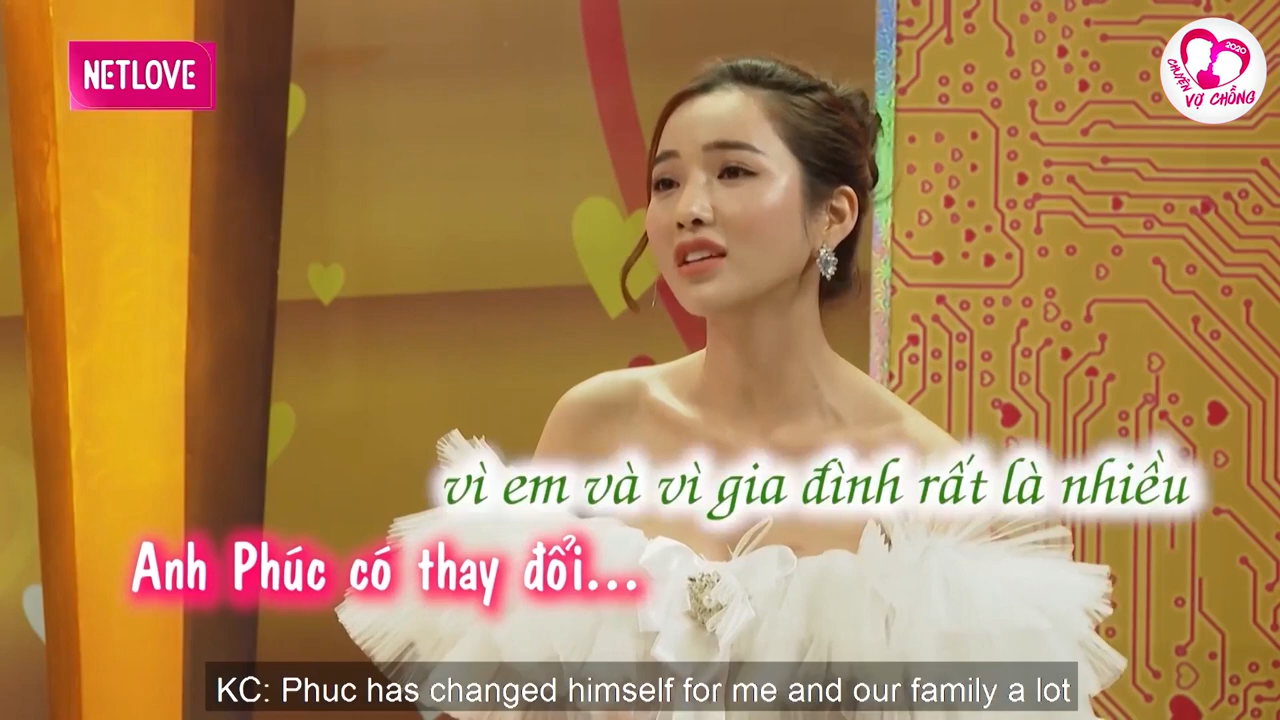 NETLOVE
2020
CHUYỆN
VỢ CHỒNG
vì em và vì gia đình rất là nhiều
Anh Phúc có thay đổi...
KC: Phuc has changed himself for me and our family a lot